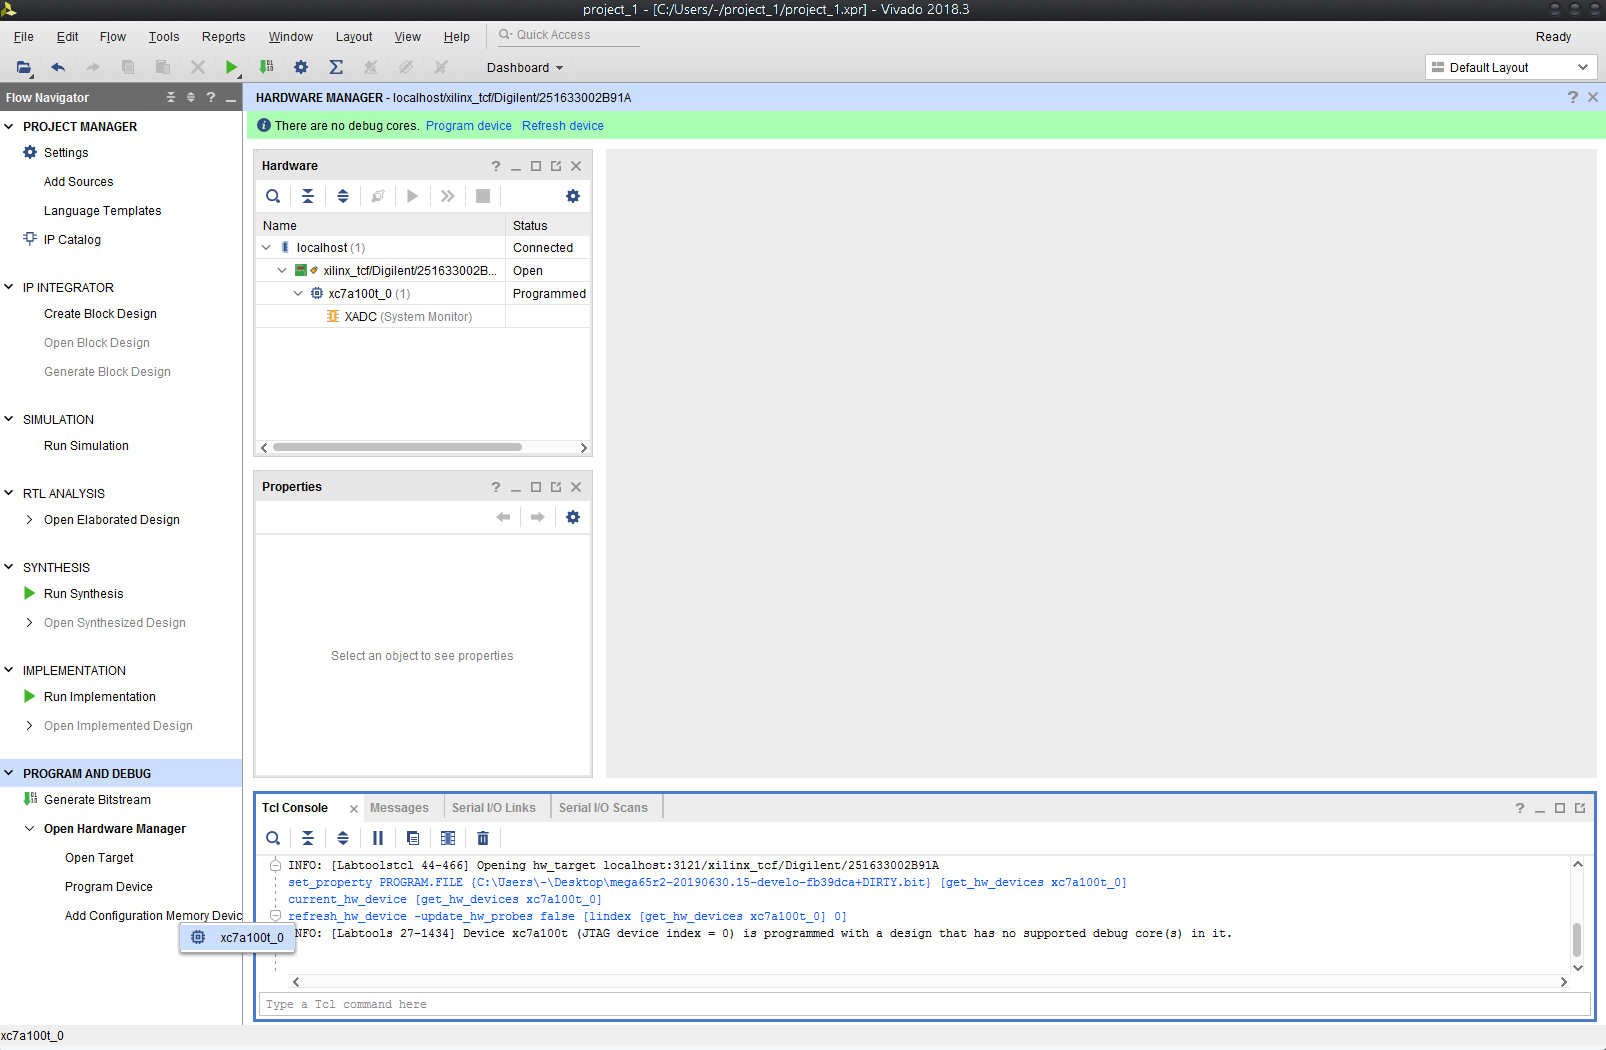 project_1 - [C:/Users/-/project_1/project_1.xpr] - Vivado 2018.3
File Edit Flow Tools Reports Window Layout View Help Quick Access Ready
Dashboard Default Layout
Flow Navigator
PROJECT MANAGER
Settings
Add Sources
Language Templates
IP Catalog
IP INTEGRATOR
Create Block Design
Open Block Design
Generate Block Design
SIMULATION
Run Simulation
RTL ANALYSIS
Open Elaborated Design
SYNTHESIS
Run Synthesis
Open Synthesized Design
IMPLEMENTATION
Run Implementation
Open Implemented Design
PROGRAM AND DEBUG
Generate Bitstream
Open Hardware Manager
Open Target
Program Device
Add Configuration Memory Devic
xc7a100t_0
HARDWARE MANAGER - localhost/xilinx_tcf/Digilent/251633002B91A
There are no debug cores. Program device Refresh device
Hardware
Name Status
localhost (1) Connected
xilinx_tcf/Digilent/251633002B... Open
xc7a100t_0 (1) Programmed
XADC (System Monitor)
Properties
Select an object to see properties
Tcl Console Messages Serial I/O Links Serial I/O Scans
INFO: [Labtoolstcl 44-466] Opening hw_target localhost:3121/xilinx_tcf/Digilent/251633002B91A
set_property PROGRAM.FILE {C:\Users\-\Desktop\mega65r2-20190630.15-develo-fb39dca+DIRTY.bit} [get_hw_devices xc7a100t_0]
current_hw_device [get_hw_devices xc7a100t_0]
refresh_hw_device -update_hw_probes false [lindex [get_hw_devices xc7a100t_0] 0]
NFO: [Labtools 27-1434] Device xc7a100t (JTAG device index = 0) is programmed with a design that has no supported debug core(s) in it.
Type a Tcl command here
xc7a100t_0